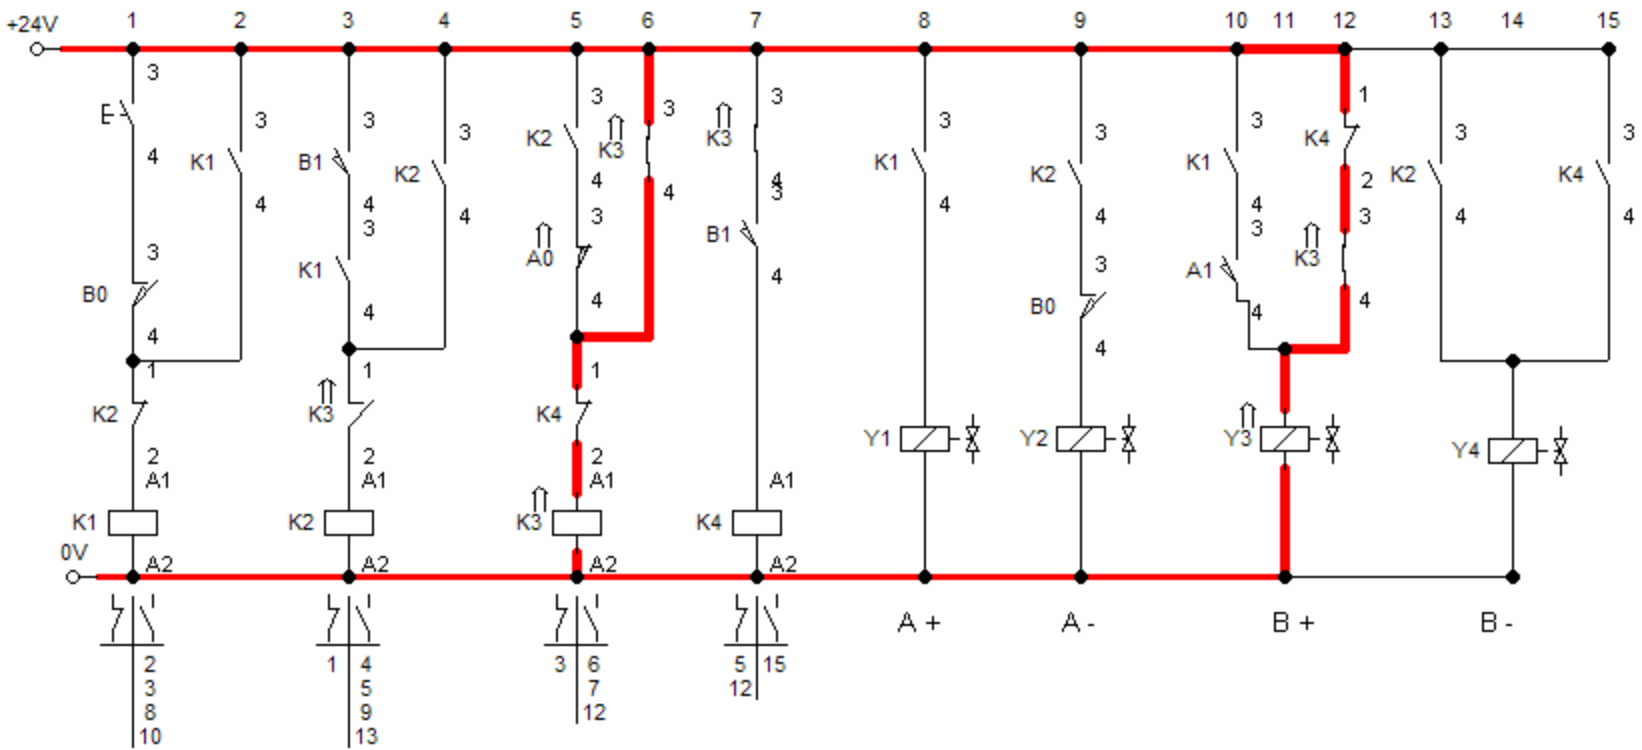 1 2 3 4 5 6 7 8 9 10 11 12 13 14 15
+24V
3
3 3 3 3 3 1
E 3 3 3 3 3 3 3
K2 K3 K3 K4
4 K1 B1 K2 K1 K2 K1 K2 K4
4 4 4 4 2
4 4 3 4 4 4 4 3
3 3 4 3 4 4 4
B1
3 A0 3 K3
B0 K1 4 A1
4 4 B0 4 4
4 4
1 1 1
K2 K3 K4
Y1 Y2 Y3 Y4
2 2 2
A1 A1 A1 A1
K1 K2 K3 K4
0V
A2 A2 A2 A2
A + A - B + B -
2 1 4 3 6 5 15
3 5 7 12
8 9 12
10 13